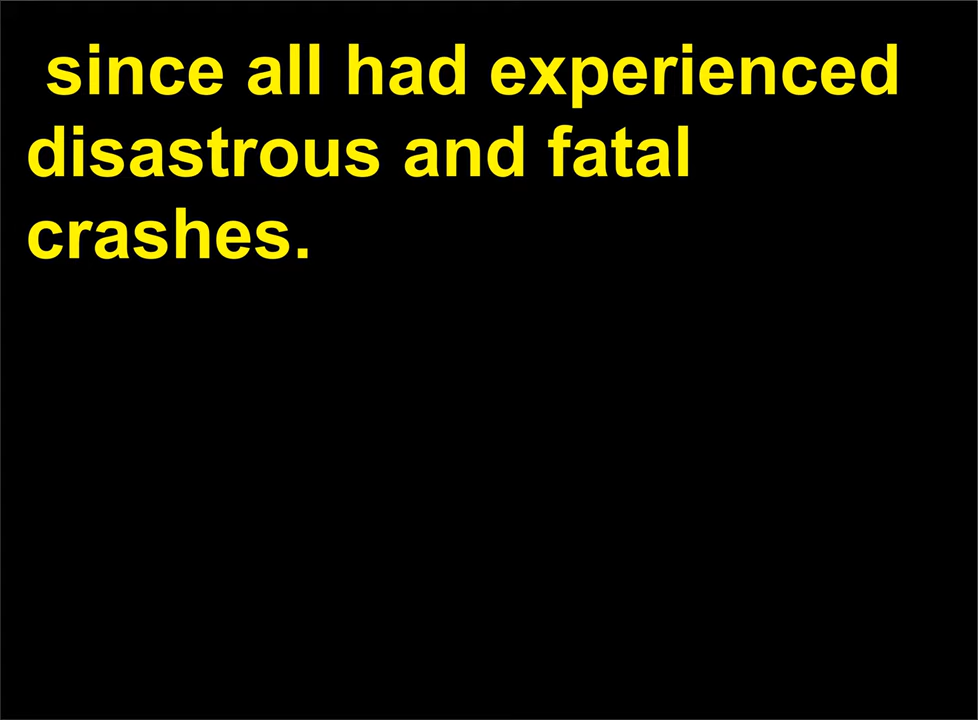 since all had experienced
disastrous and fatal
crashes.